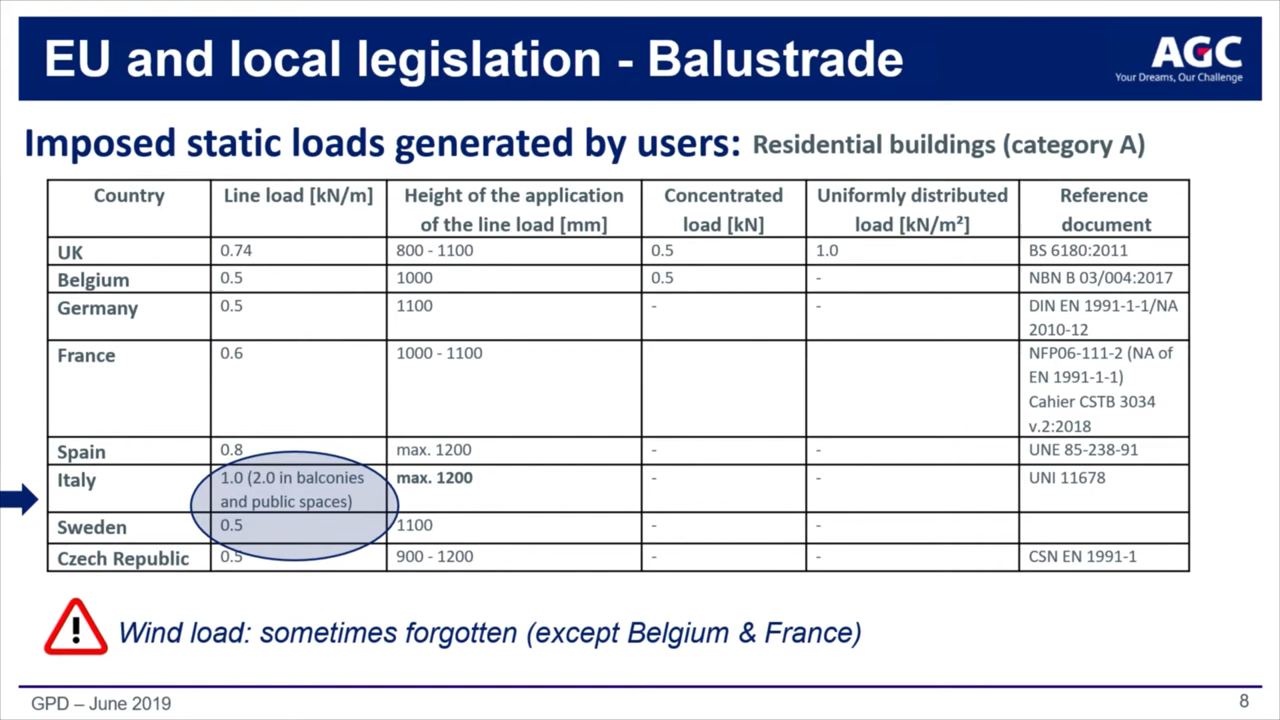 EU and local legislation - Balustrade
AGC
Your Dreams, Our Challenge
Imposed static loads generated by users: Residential buildings (category A)
Country Line load [kN/m] Height of the application of the line load [mm] Concentrated load [kN] Uniformly distributed load [kN/m²] Reference document
UK 0.74 800 - 1100 0.5 1.0 BS 6180:2011
Belgium 0.5 1000 0.5 - NBN B 03/004:2017
Germany 0.5 1100 - - DIN EN 1991-1-1/NA
2010-12
France 0.6 1000 - 1100 NFP06-111-2 (NA of
EN 1991-1-1)
Cahier CSTB 3034
v.2:2018
Spain 0.8 max. 1200 - - UNE 85-238-91
Italy 1.0 (2.0 in balconies and public spaces) max. 1200 - - UNI 11678
Sweden 0.5 1100 - -
Czech Republic 0.5 900 - 1200 - - CSN EN 1991-1
! Wind load: sometimes forgotten (except Belgium & France)
GPD – June 2019
8